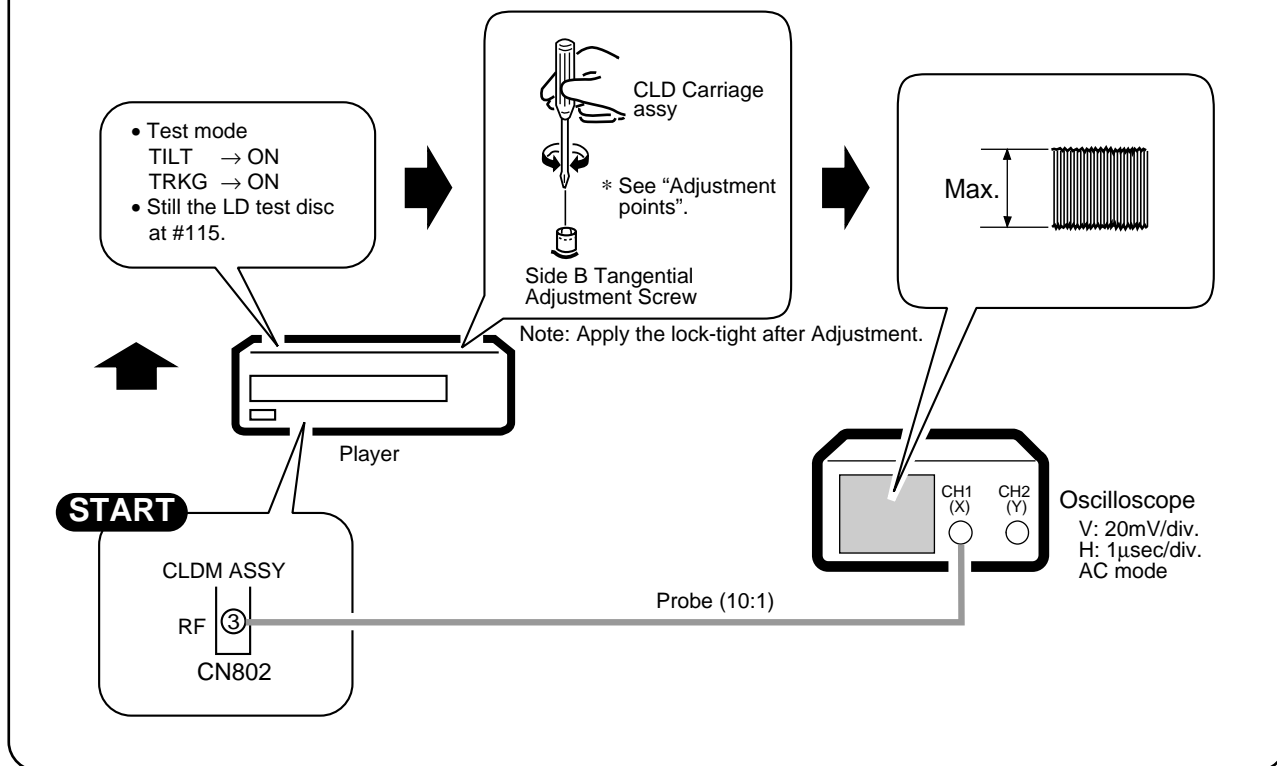 • Test mode
TILT → ON
TRKG → ON
• Still the LD test disc
at #115.
CLD Carriage
assy
* See “Adjustment
points”.
Side B Tangential
Adjustment Screw
Note: Apply the lock-tight after Adjustment.
Max.
Player
START
CLDM ASSY
RF ③
CN802
Probe (10:1)
CH1
(X)
CH2
(Y)
Oscilloscope
V: 20mV/div.
H: 1µsec/div.
AC mode